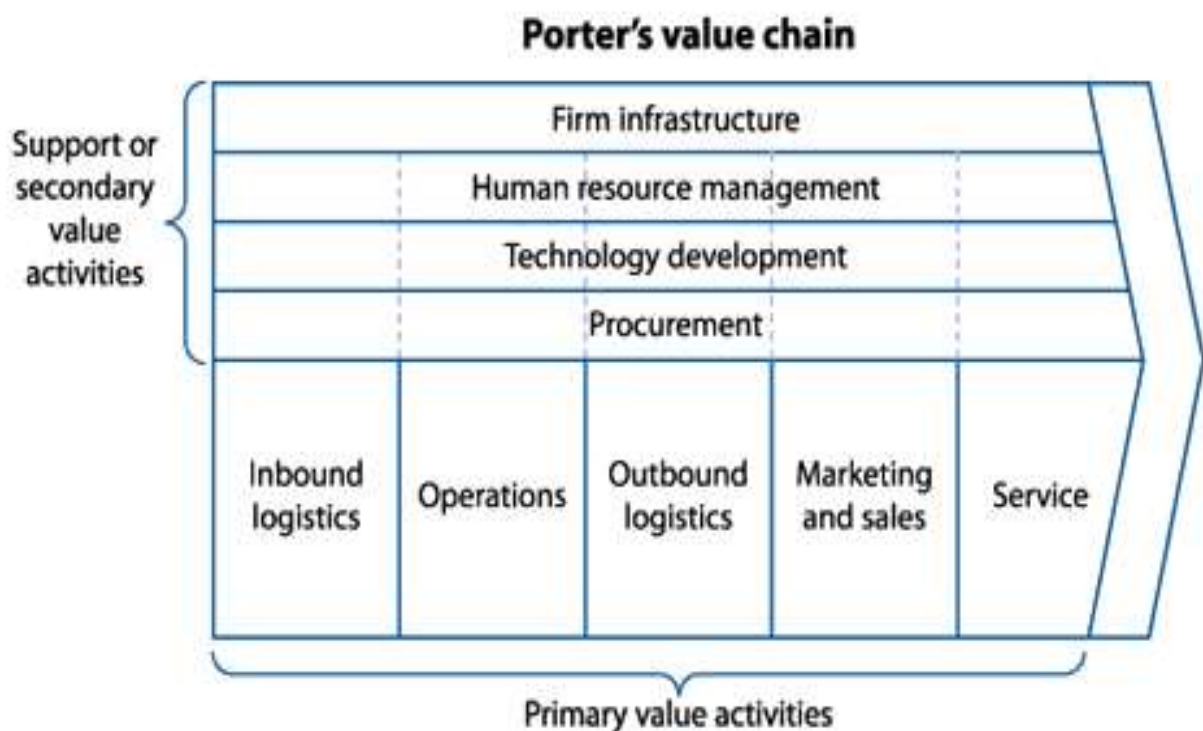 Porter's value chain
Support or
secondary
value
activities
Firm infrastructure
Human resource management
Technology development
Procurement
Inbound
logistics
Operations
Outbound
logistics
Marketing
and sales
Service
Primary value activities